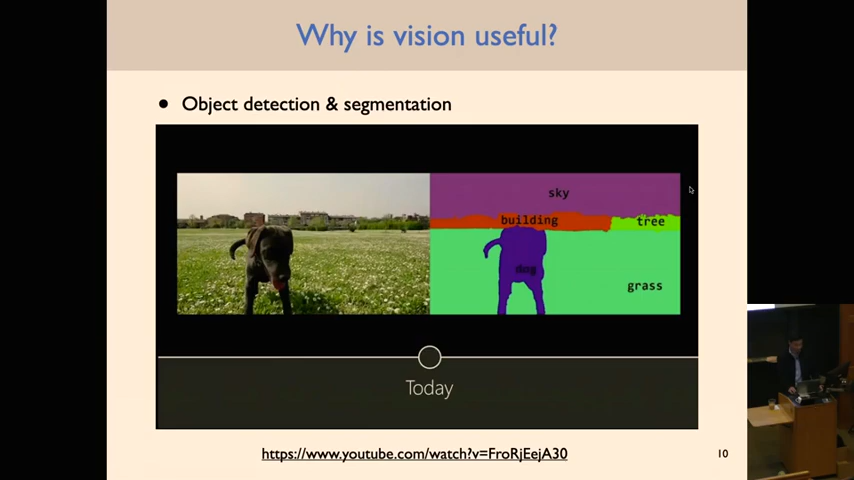 Why is vision useful?
● Object detection & segmentation
sky
building
tree
dog
grass
Today
https://www.youtube.com/watch?v=FroRjEejA30
10